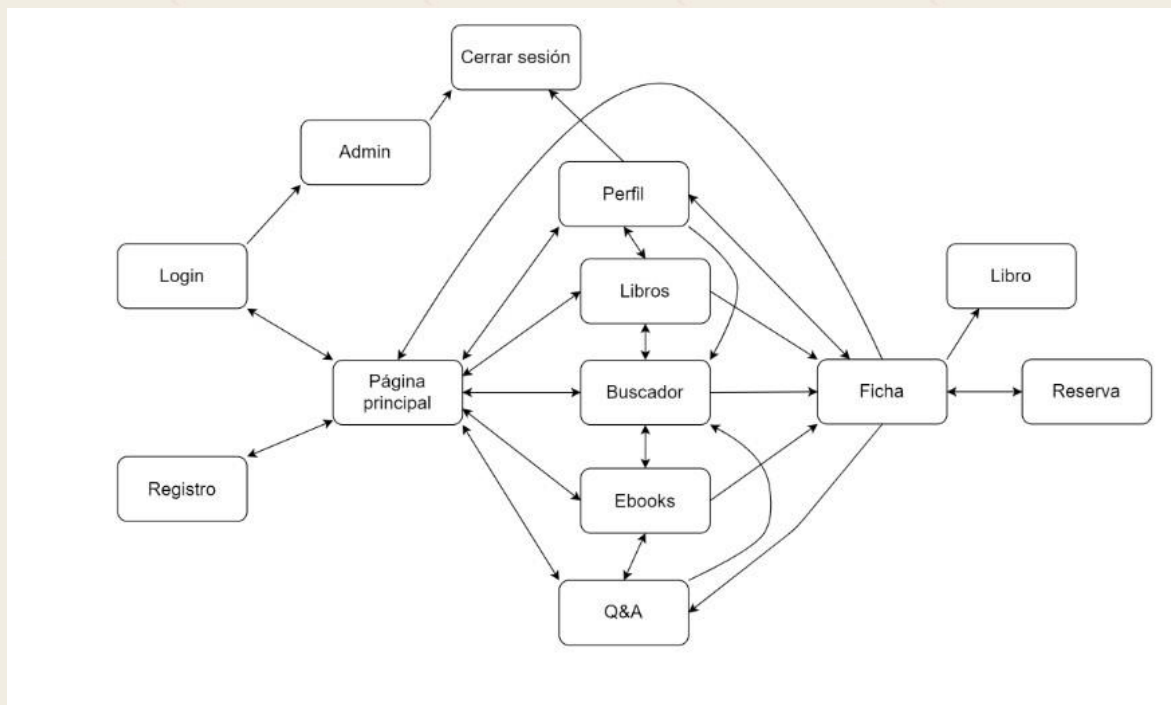 Cerrar sesión
Admin
Perfil
Login
Libros
Libro
Página
principal
Buscador
Ficha
Reserva
Registro
Ebooks
Q&A